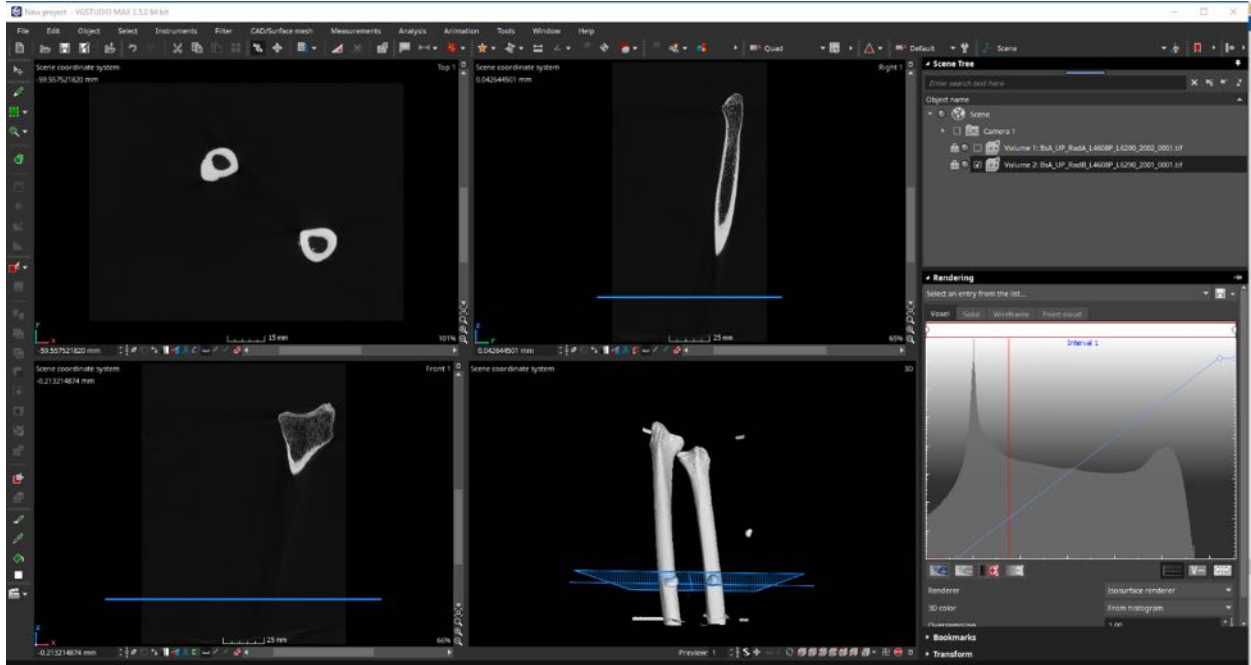 New project - VGSTUDIO MAX 3.5.0 64 bit
File Edit Object Select Instruments Filter CAD/Surface mesh Measurements Analysis Animation Tools Window Help
Quad Default Scene
Scene coordinate system Top 1
-59.557521820 mm
15 mm 101%
-59.557521820 mm
Scene coordinate system Right 1
0.042644501 mm
25 mm 65%
0.042644501 mm
Scene coordinate system Front 1
-0.213214874 mm
25 mm 66%
-0.213214874 mm
Scene coordinate system 3D
Preview: 1
Scene Tree
Enter search text here
Object name
Scene
Camera 1
Volume 1: BsA_UP_RadA_L4608P_L6290_2002_0001.tif
Volume 2: BsA_UP_RadB_L4608P_L6290_2001_0001.tif
Rendering
Select an entry from the list...
Voxel Solid Wireframe Point cloud
Interval 1
Renderer Isosurface renderer
3D color From histogram
Oversampling 1.00
Bookmarks
Transform